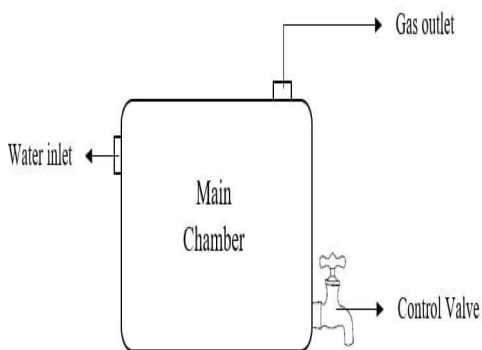 Gas outlet
Water inlet
Main
Chamber
Control Valve